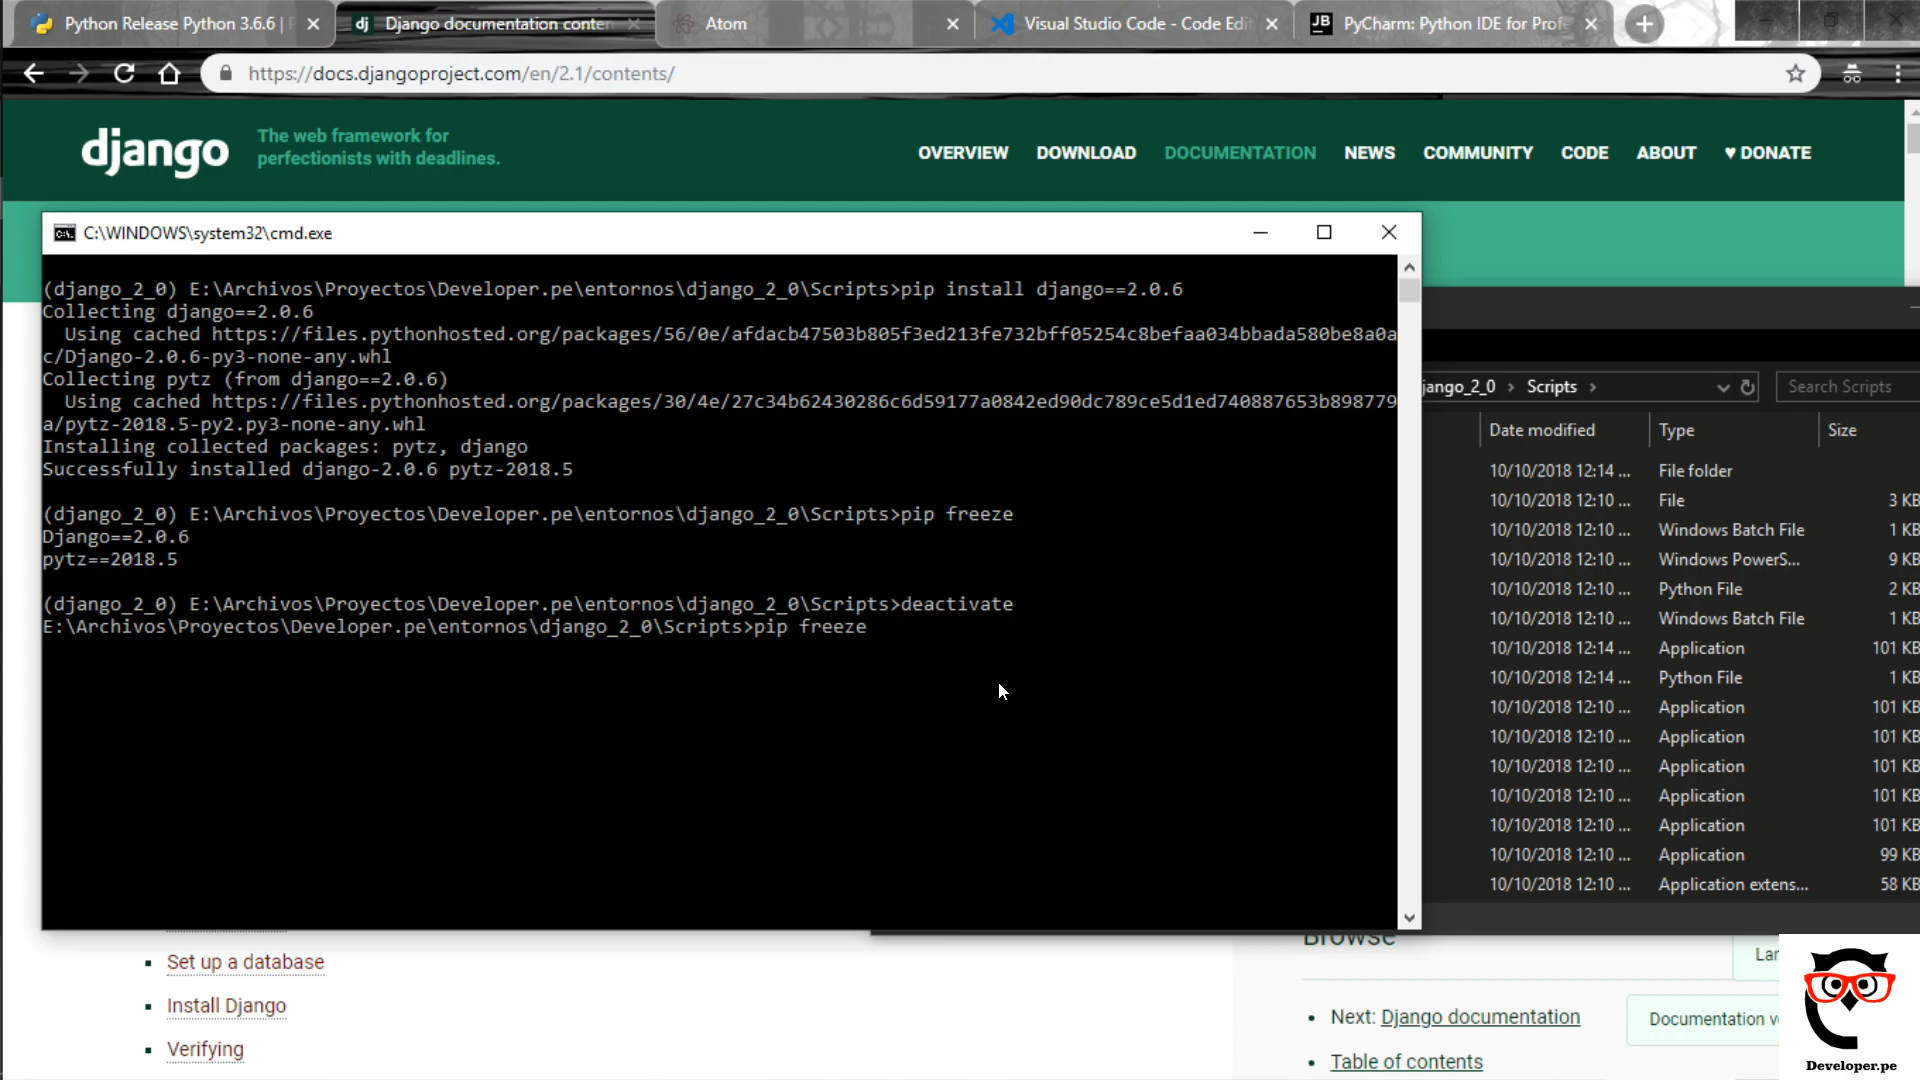 Python Release Python 3.6.6 |
dj Django documentation conten
Atom
Visual Studio Code - Code Edi
JB PyCharm: Python IDE for Profe
https://docs.djangoproject.com/en/2.1/contents/
django
The web framework for
perfectionists with deadlines.
OVERVIEW DOWNLOAD DOCUMENTATION NEWS COMMUNITY CODE ABOUT ♥ DONATE
C:\WINDOWS\system32\cmd.exe
(django_2_0) E:\Archivos\Proyectos\Developer.pe\entornos\django_2_0\Scripts>pip install django==2.0.6
Collecting django==2.0.6
Using cached https://files.pythonhosted.org/packages/56/0e/afdacb47503b805f3ed213fe732bff05254c8befaa034bbada580be8a0a
c/Django-2.0.6-py3-none-any.whl
Collecting pytz (from django==2.0.6)
Using cached https://files.pythonhosted.org/packages/30/4e/27c34b62430286c6d59177a0842ed90dc789ce5d1ed740887653b898779
a/pytz-2018.5-py2.py3-none-any.whl
Installing collected packages: pytz, django
Successfully installed django-2.0.6 pytz-2018.5
(django_2_0) E:\Archivos\Proyectos\Developer.pe\entornos\django_2_0\Scripts>pip freeze
Django==2.0.6
pytz==2018.5
(django_2_0) E:\Archivos\Proyectos\Developer.pe\entornos\django_2_0\Scripts>deactivate
E:\Archivos\Proyectos\Developer.pe\entornos\django_2_0\Scripts>pip freeze
jango_2_0 > Scripts > Search Scripts
Date modified Type Size
10/10/2018 12:14 ... File folder
10/10/2018 12:10 ... File 3 KB
10/10/2018 12:10 ... Windows Batch File 1 KB
10/10/2018 12:10 ... Windows PowerS... 9 KB
10/10/2018 12:10 ... Python File 2 KB
10/10/2018 12:10 ... Windows Batch File 1 KB
10/10/2018 12:14 ... Application 101 KB
10/10/2018 12:14 ... Python File 1 KB
10/10/2018 12:10 ... Application 101 KB
10/10/2018 12:10 ... Application 101 KB
10/10/2018 12:10 ... Application 101 KB
10/10/2018 12:10 ... Application 101 KB
10/10/2018 12:10 ... Application 101 KB
10/10/2018 12:10 ... Application 99 KB
10/10/2018 12:10 ... Application extens... 58 KB
Set up a database
Install Django
Verifying
Browse
Lan
Next: Django documentation
Documentation v
Table of contents
Developer.pe